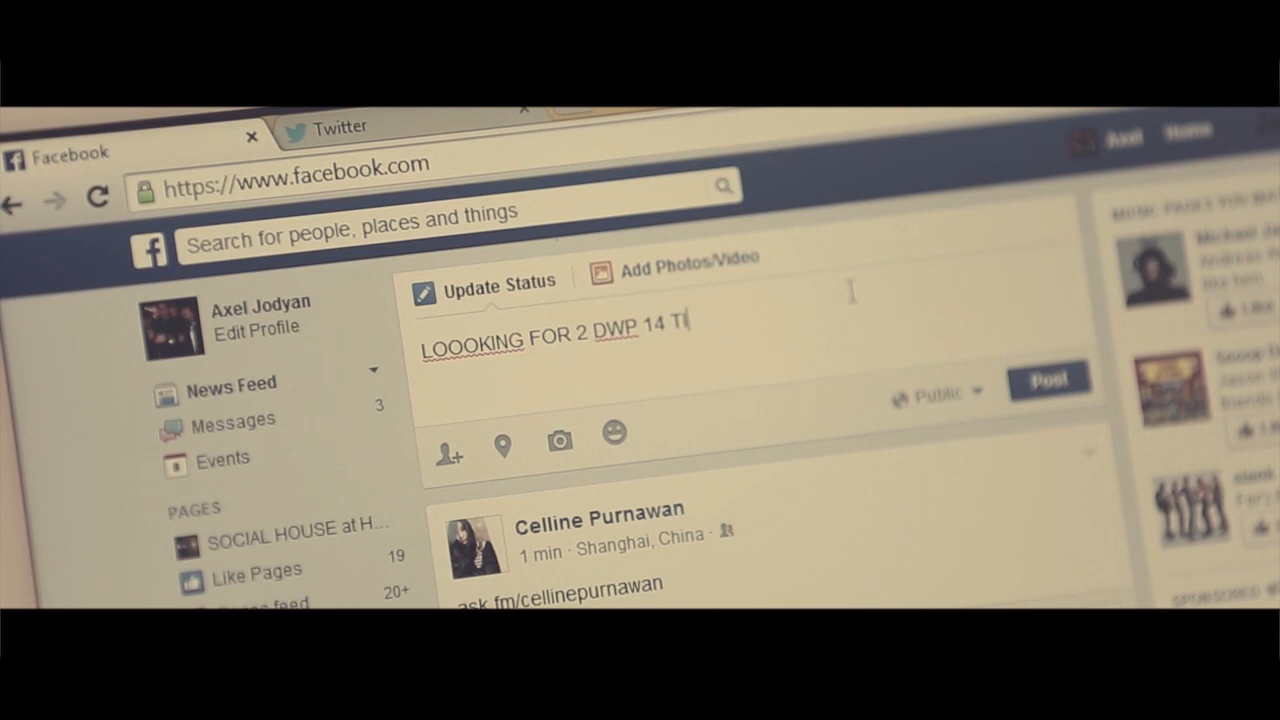 Facebook
Twitter
https://www.facebook.com
Axel
Home
Search for people, places and things
Axel Jodyan
Edit Profile
News Feed
Messages 3
Events
PAGES
SOCIAL HOUSE at H...
Like Pages 19
feed 20+
Update Status
Add Photos/Video
LOOOKING FOR 2 DWP 14 TI
Public
Post
Celline Purnawan
1 min · Shanghai, China ·
ask.fm/cellinepurnawan